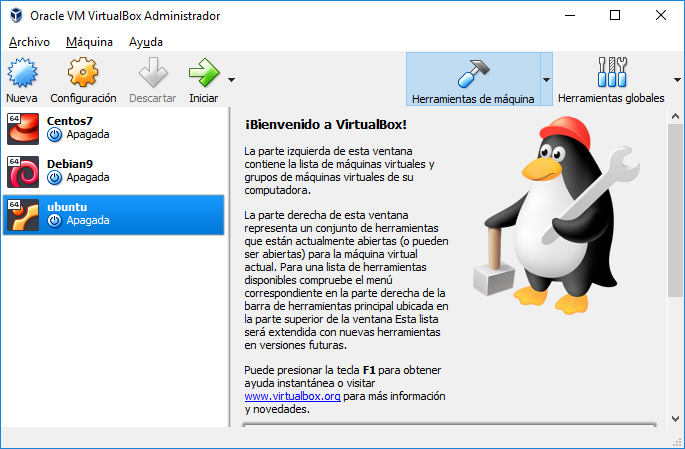 Oracle VM VirtualBox Administrador
Archivo Máquina Ayuda
Nueva Configuración Descartar Iniciar Herramientas de máquina Herramientas globales
64 Centos7
Apagada
64 Debian9
Apagada
64 ubuntu
Apagada
¡Bienvenido a VirtualBox!
La parte izquierda de esta ventana
contiene la lista de máquinas virtuales y
grupos de máquinas virtuales de su
computadora.
La parte derecha de esta ventana
representa un conjunto de herramientas
que están actualmente abiertas (o pueden
ser abiertas) para la máquina virtual
actual. Para una lista de herramientas
disponibles compruebe el menú
correspondiente en la parte derecha de la
barra de herramientas principal ubicada en
la parte superior de la ventana Esta lista
será extendida con nuevas herramientas
en versiones futuras.
Puede presionar la tecla F1 para obtener
ayuda instantánea o visitar
www.virtualbox.org para más información
y novedades.